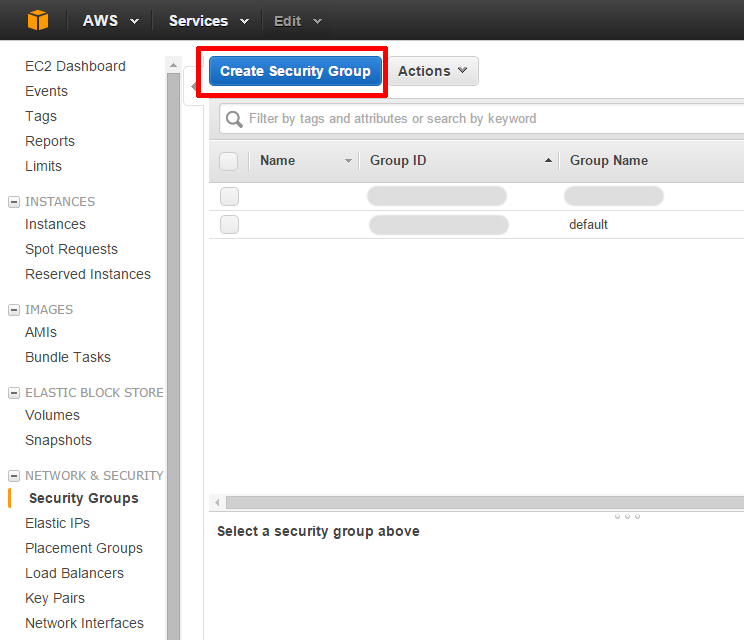 AWS Services Edit
EC2 Dashboard
Events
Tags
Reports
Limits
INSTANCES
Instances
Spot Requests
Reserved Instances
IMAGES
AMIs
Bundle Tasks
ELASTIC BLOCK STORE
Volumes
Snapshots
NETWORK & SECURITY
Security Groups
Elastic IPs
Placement Groups
Load Balancers
Key Pairs
Network Interfaces
Create Security Group Actions
Filter by tags and attributes or search by keyword
Name Group ID Group Name
default
Select a security group above